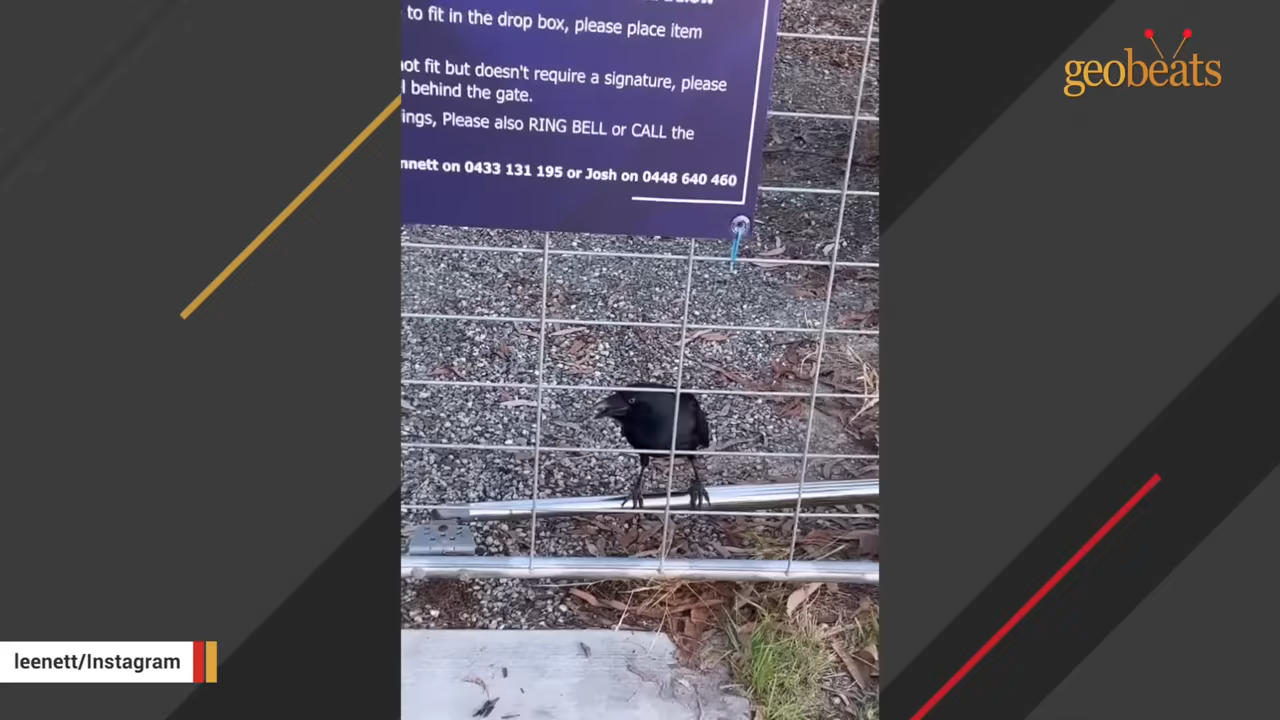 to fit in the drop box, please place item
not fit but doesn't require a signature, please
behind the gate.
ings, Please also RING BELL or CALL the
nnett on 0433 131 195 or Josh on 0448 640 460
geobeats
leenett/Instagram